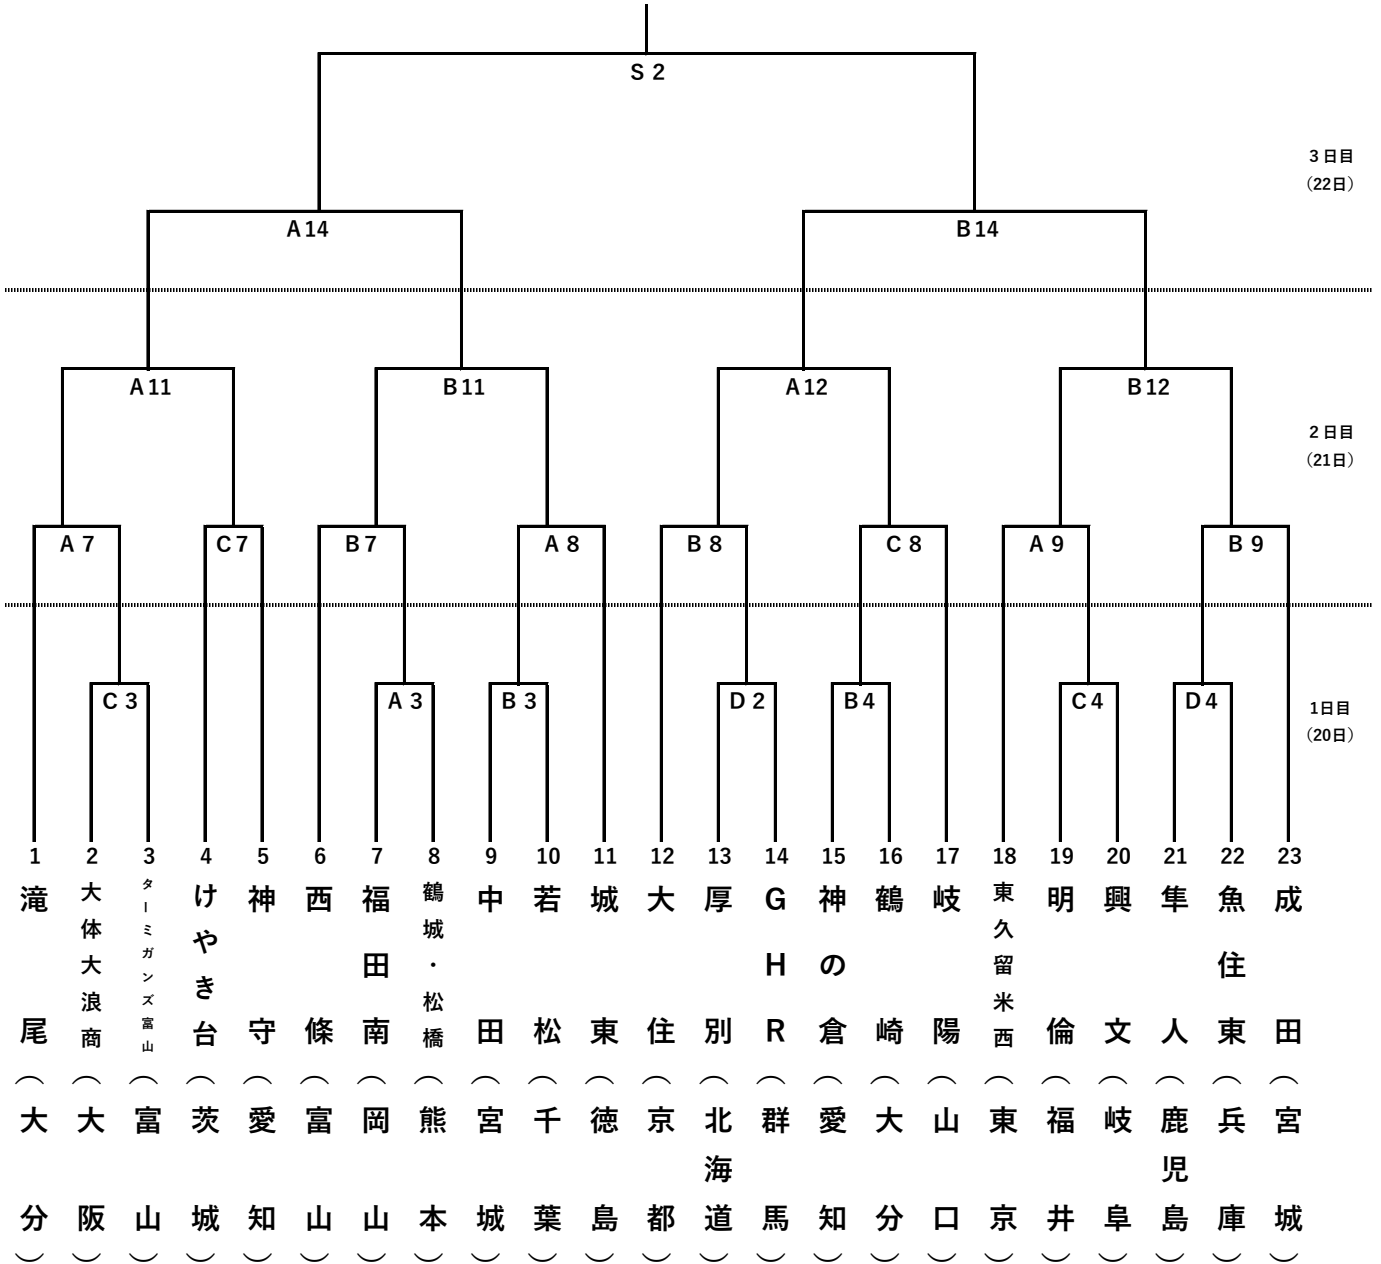 S 2
3 日目
（22日）
A14
B14
A11
B11
A12
B12
2 日目
（21日）
A 7
C7
B7
A 8
B 8
C 8
A 9
B 9
C 3
A 3
B 3
D 2
B4
C4
D4
1日目
（20日）
1
滝尾
（大分）
2
大体大浪商
（大阪）
3
ターミガンズ富山
（富山）
4
けやき台
（茨城）
5
神守
（愛知）
6
西條
（富山）
7
福田南
（岡山）
8
鶴城・松橋
（熊本）
9
中田
（宮城）
10
若松
（千葉）
11
城東
（徳島）
12
大住
（京都）
13
厚別
（北海道）
14
GHR
（群馬）
15
神の倉
（愛知）
16
鶴崎
（大分）
17
岐陽
（山口）
18
東久留米西
（東京）
19
明倫
（福井）
20
興文
（岐阜）
21
隼人
（鹿児島）
22
魚住東
（兵庫）
23
成田
（宮城）